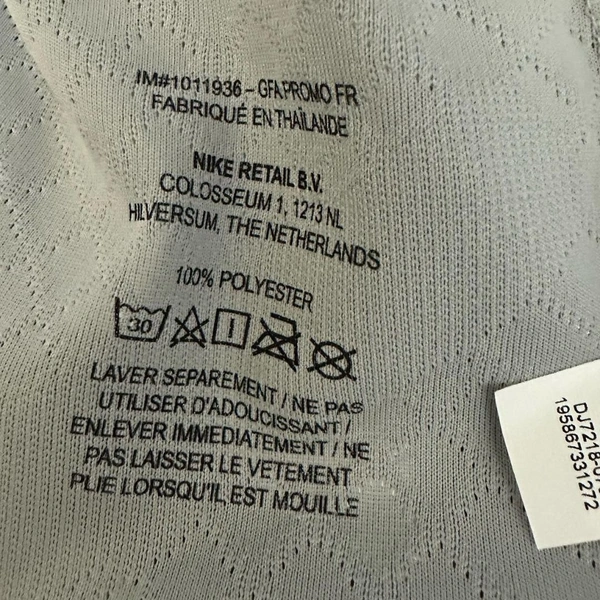 IM#1011936 – GFA PROMO FR
FABRIQUÉ EN THAÏLANDE
NIKE RETAIL B.V.
COLOSSEUM 1, 1213 NL
HILVERSUM, THE NETHERLANDS
100% POLYESTER
30
LAVER SEPAREMENT / NE PAS
UTILISER D'ADOUCISSANT /
ENLEVER IMMEDIATEMENT / NE
PAS LAISSER LE VETEMENT
PLIE LORSQU'IL EST MOUILLE
DJ7218-0
195867331272